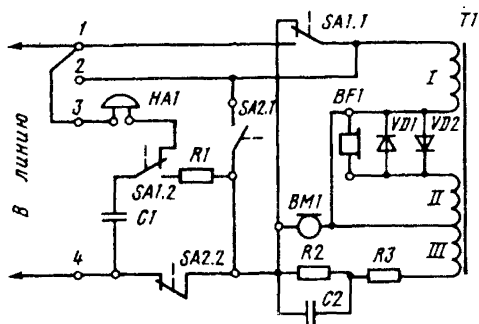 1
SA1.1
T1
2
I
3
HA1
SA2.1
BF1
VD1
VD2
В линию
R1
SA1.2
BM1
II
C1
R2
R3
III
4
SA2.2
C2